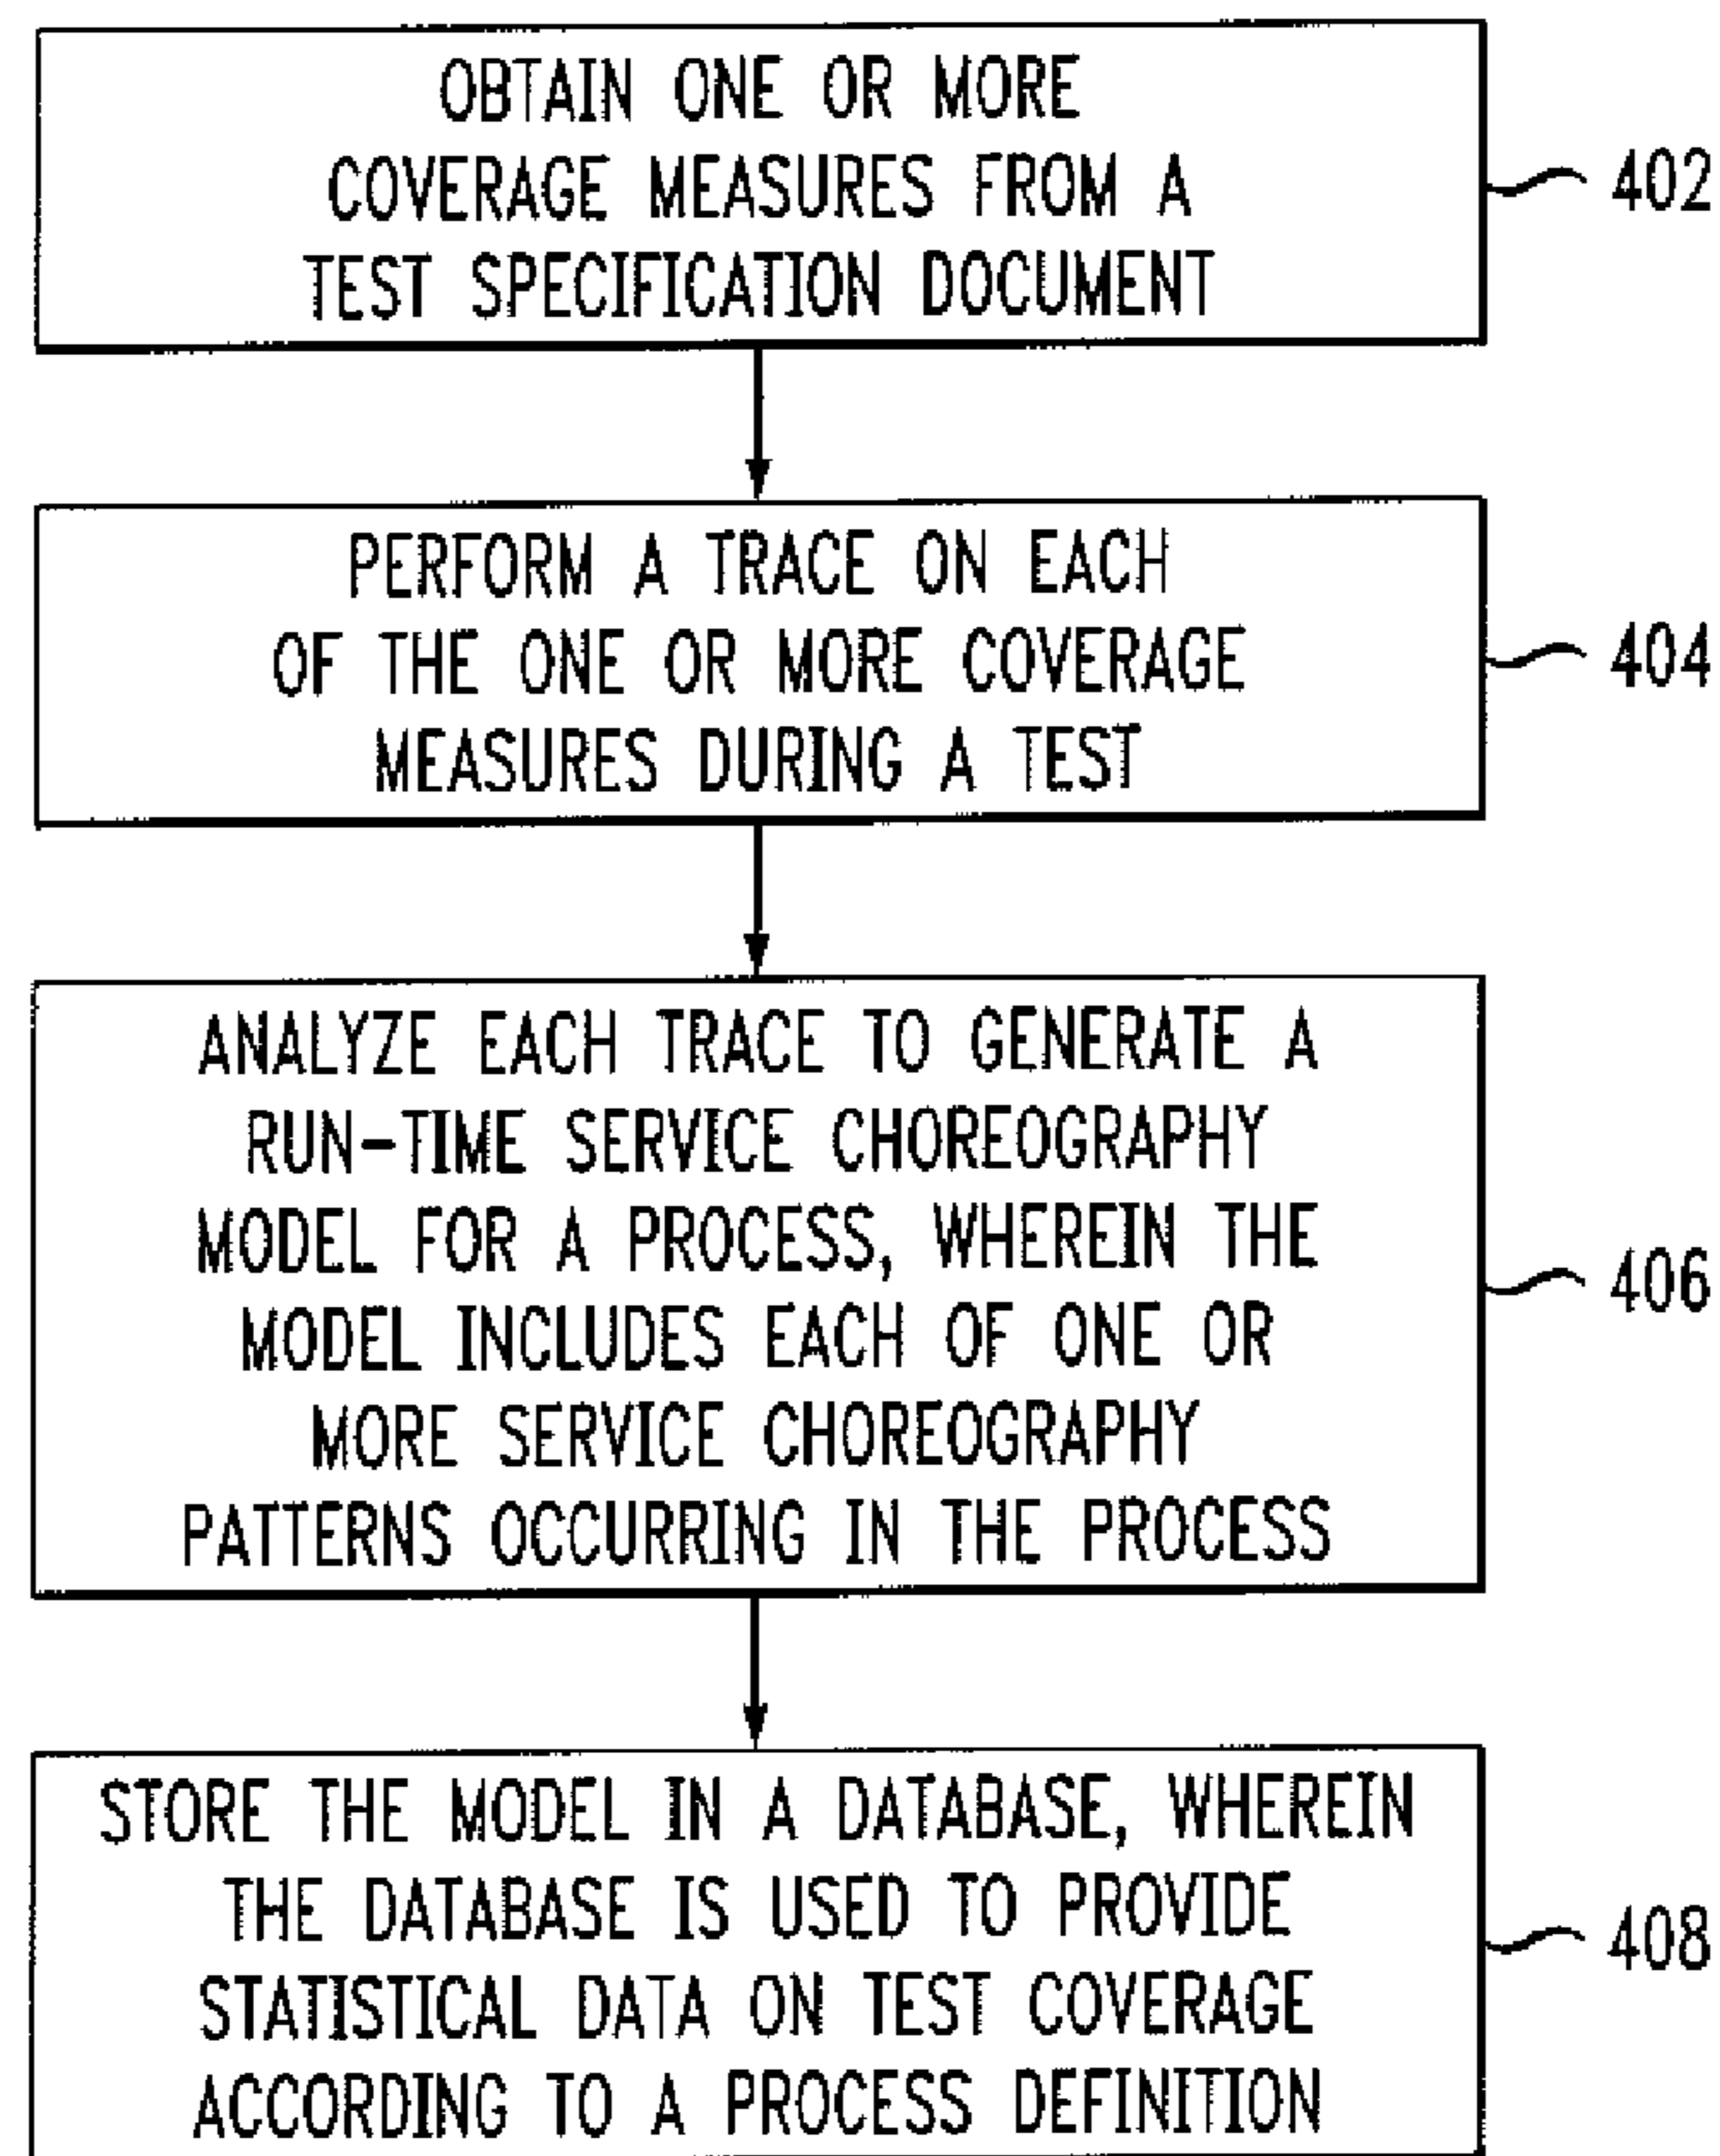 OBTAIN ONE OR MORE
COVERAGE MEASURES FROM A
TEST SPECIFICATION DOCUMENT
402
PERFORM A TRACE ON EACH
OF THE ONE OR MORE COVERAGE
MEASURES DURING A TEST
404
ANALYZE EACH TRACE TO GENERATE A
RUN-TIME SERVICE CHOREOGRAPHY
MODEL FOR A PROCESS, WHEREIN THE
MODEL INCLUDES EACH OF ONE OR
MORE SERVICE CHOREOGRAPHY
PATTERNS OCCURRING IN THE PROCESS
406
STORE THE MODEL IN A DATABASE, WHEREIN
THE DATABASE IS USED TO PROVIDE
STATISTICAL DATA ON TEST COVERAGE
ACCORDING TO A PROCESS DEFINITION
408